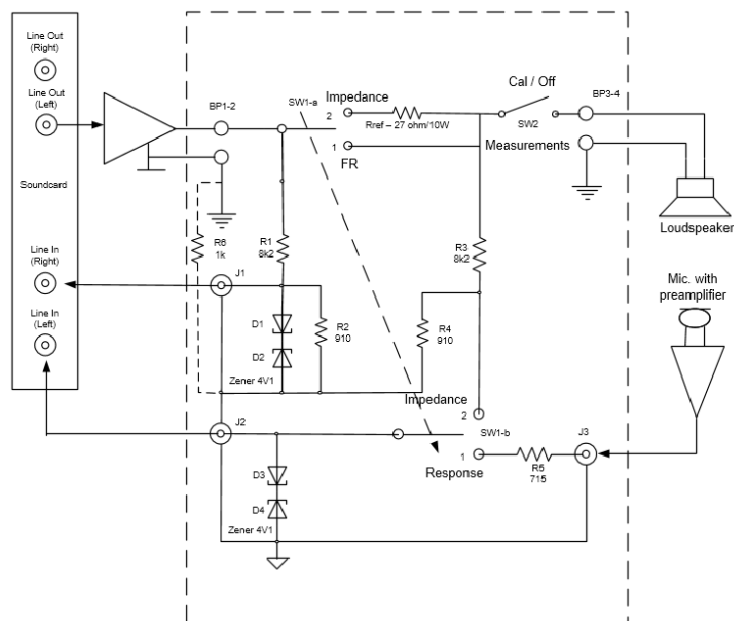 Line Out
(Right)
Line Out
(Left)
Soundcard
Line In
(Right)
Line In
(Left)
BP1-2
SW1-a
Impedance
2
Rref – 27 ohm/10W
1
FR
Cal / Off
SW2
BP3-4
Measurements
Loudspeaker
R6
1k
R1
8k2
R3
8k2
J1
D1
D2
Zener 4V1
R2
910
R4
910
Mic. with
preamplifier
Impedance
2
SW1-b
1
Response
J2
J3
R5
715
D3
D4
Zener 4V1